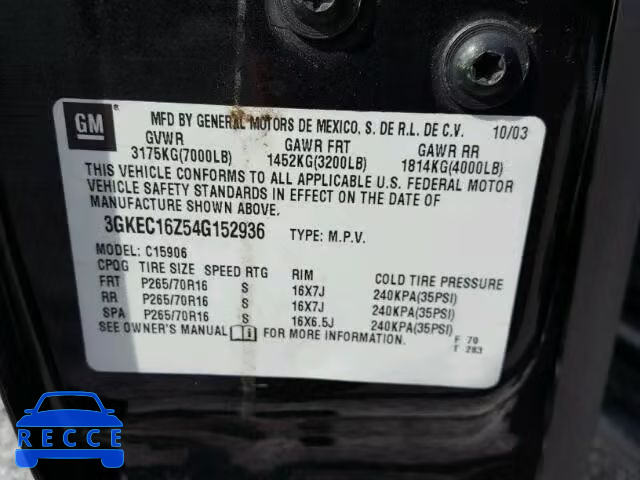 GM ® MFD BY GENERAL MOTORS DE MEXICO, S. DE R.L. DE C.V. 10/03
GVWR GAWR FRT GAWR RR
3175KG(7000LB) 1452KG(3200LB) 1814KG(4000LB)
THIS VEHICLE CONFORMS TO ALL APPLICABLE U.S. FEDERAL MOTOR
VEHICLE SAFETY STANDARDS IN EFFECT ON THE DATE OF
MANUFACTURE SHOWN ABOVE.
3GKEC16Z54G152936 TYPE: M.P.V.
MODEL: C15906
CPOG TIRE SIZE SPEED RTG RIM COLD TIRE PRESSURE
FRT P265/70R16 S 16X7J 240KPA(35PSI)
RR P265/70R16 S 16X7J 240KPA(35PSI)
SPA P265/70R16 S 16X6.5J 240KPA(35PSI)
SEE OWNER'S MANUAL i FOR MORE INFORMATION.
F 70
T 283
RECCE